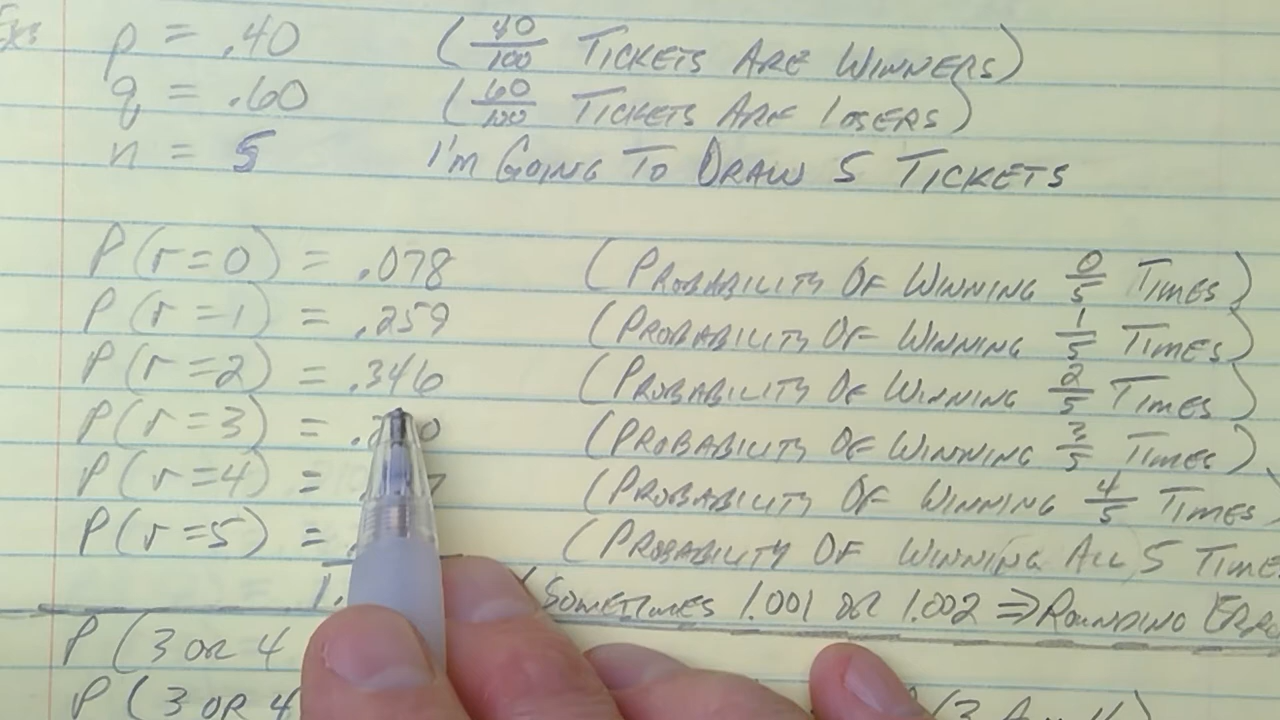 p = .40 (40/100 TICKETS ARE WINNERS)
q = .60 (60/100 TICKETS ARE LOSERS)
n = 5 I'M GOING TO DRAW 5 TICKETS
P(r=0) = .078 (PROBABILITY OF WINNING 0/5 TIMES)
P(r=1) = .259 (PROBABILITY OF WINNING 1/5 TIMES)
P(r=2) = .346 (PROBABILITY OF WINNING 2/5 TIMES)
P(r=3) = (PROBABILITY OF WINNING 3/5 TIMES)
P(r=4) = (PROBABILITY OF WINNING 4/5 TIMES)
P(r=5) = (PROBABILITY OF WINNING ALL 5 TIME
1. SOMETIMES 1.001 OR 1.002 ⇒ ROUNDING
P(3 OR 4
P(3 OR 4